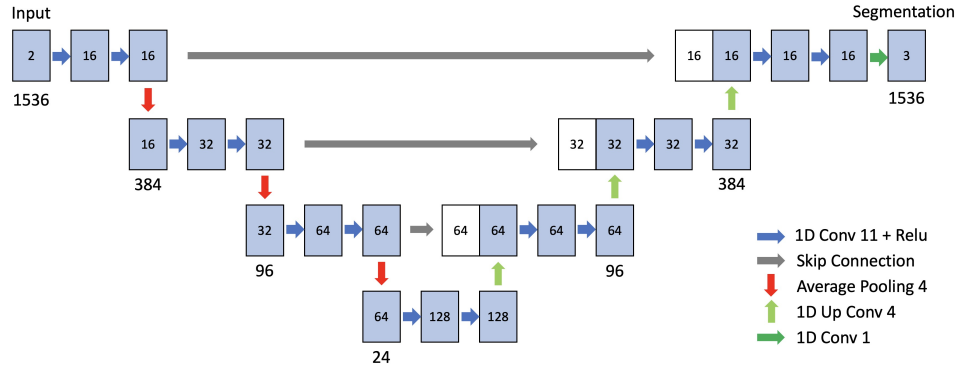 Input
Segmentation
2 16 16 16 16 16 16 3
1536 1536
16 32 32 32 32 32 32
384 384
32 64 64 64 64 64 64
96 96
64 128 128
24
1D Conv 11 + Relu
Skip Connection
Average Pooling 4
1D Up Conv 4
1D Conv 1